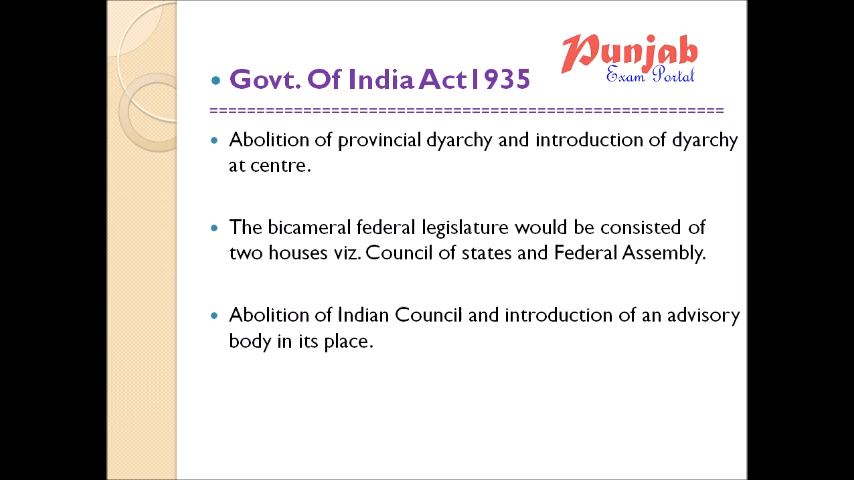 Punjab
Exam Portal
• Govt. Of India Act1935
=======================================================
• Abolition of provincial dyarchy and introduction of dyarchy
at centre.
• The bicameral federal legislature would be consisted of
two houses viz. Council of states and Federal Assembly.
• Abolition of Indian Council and introduction of an advisory
body in its place.